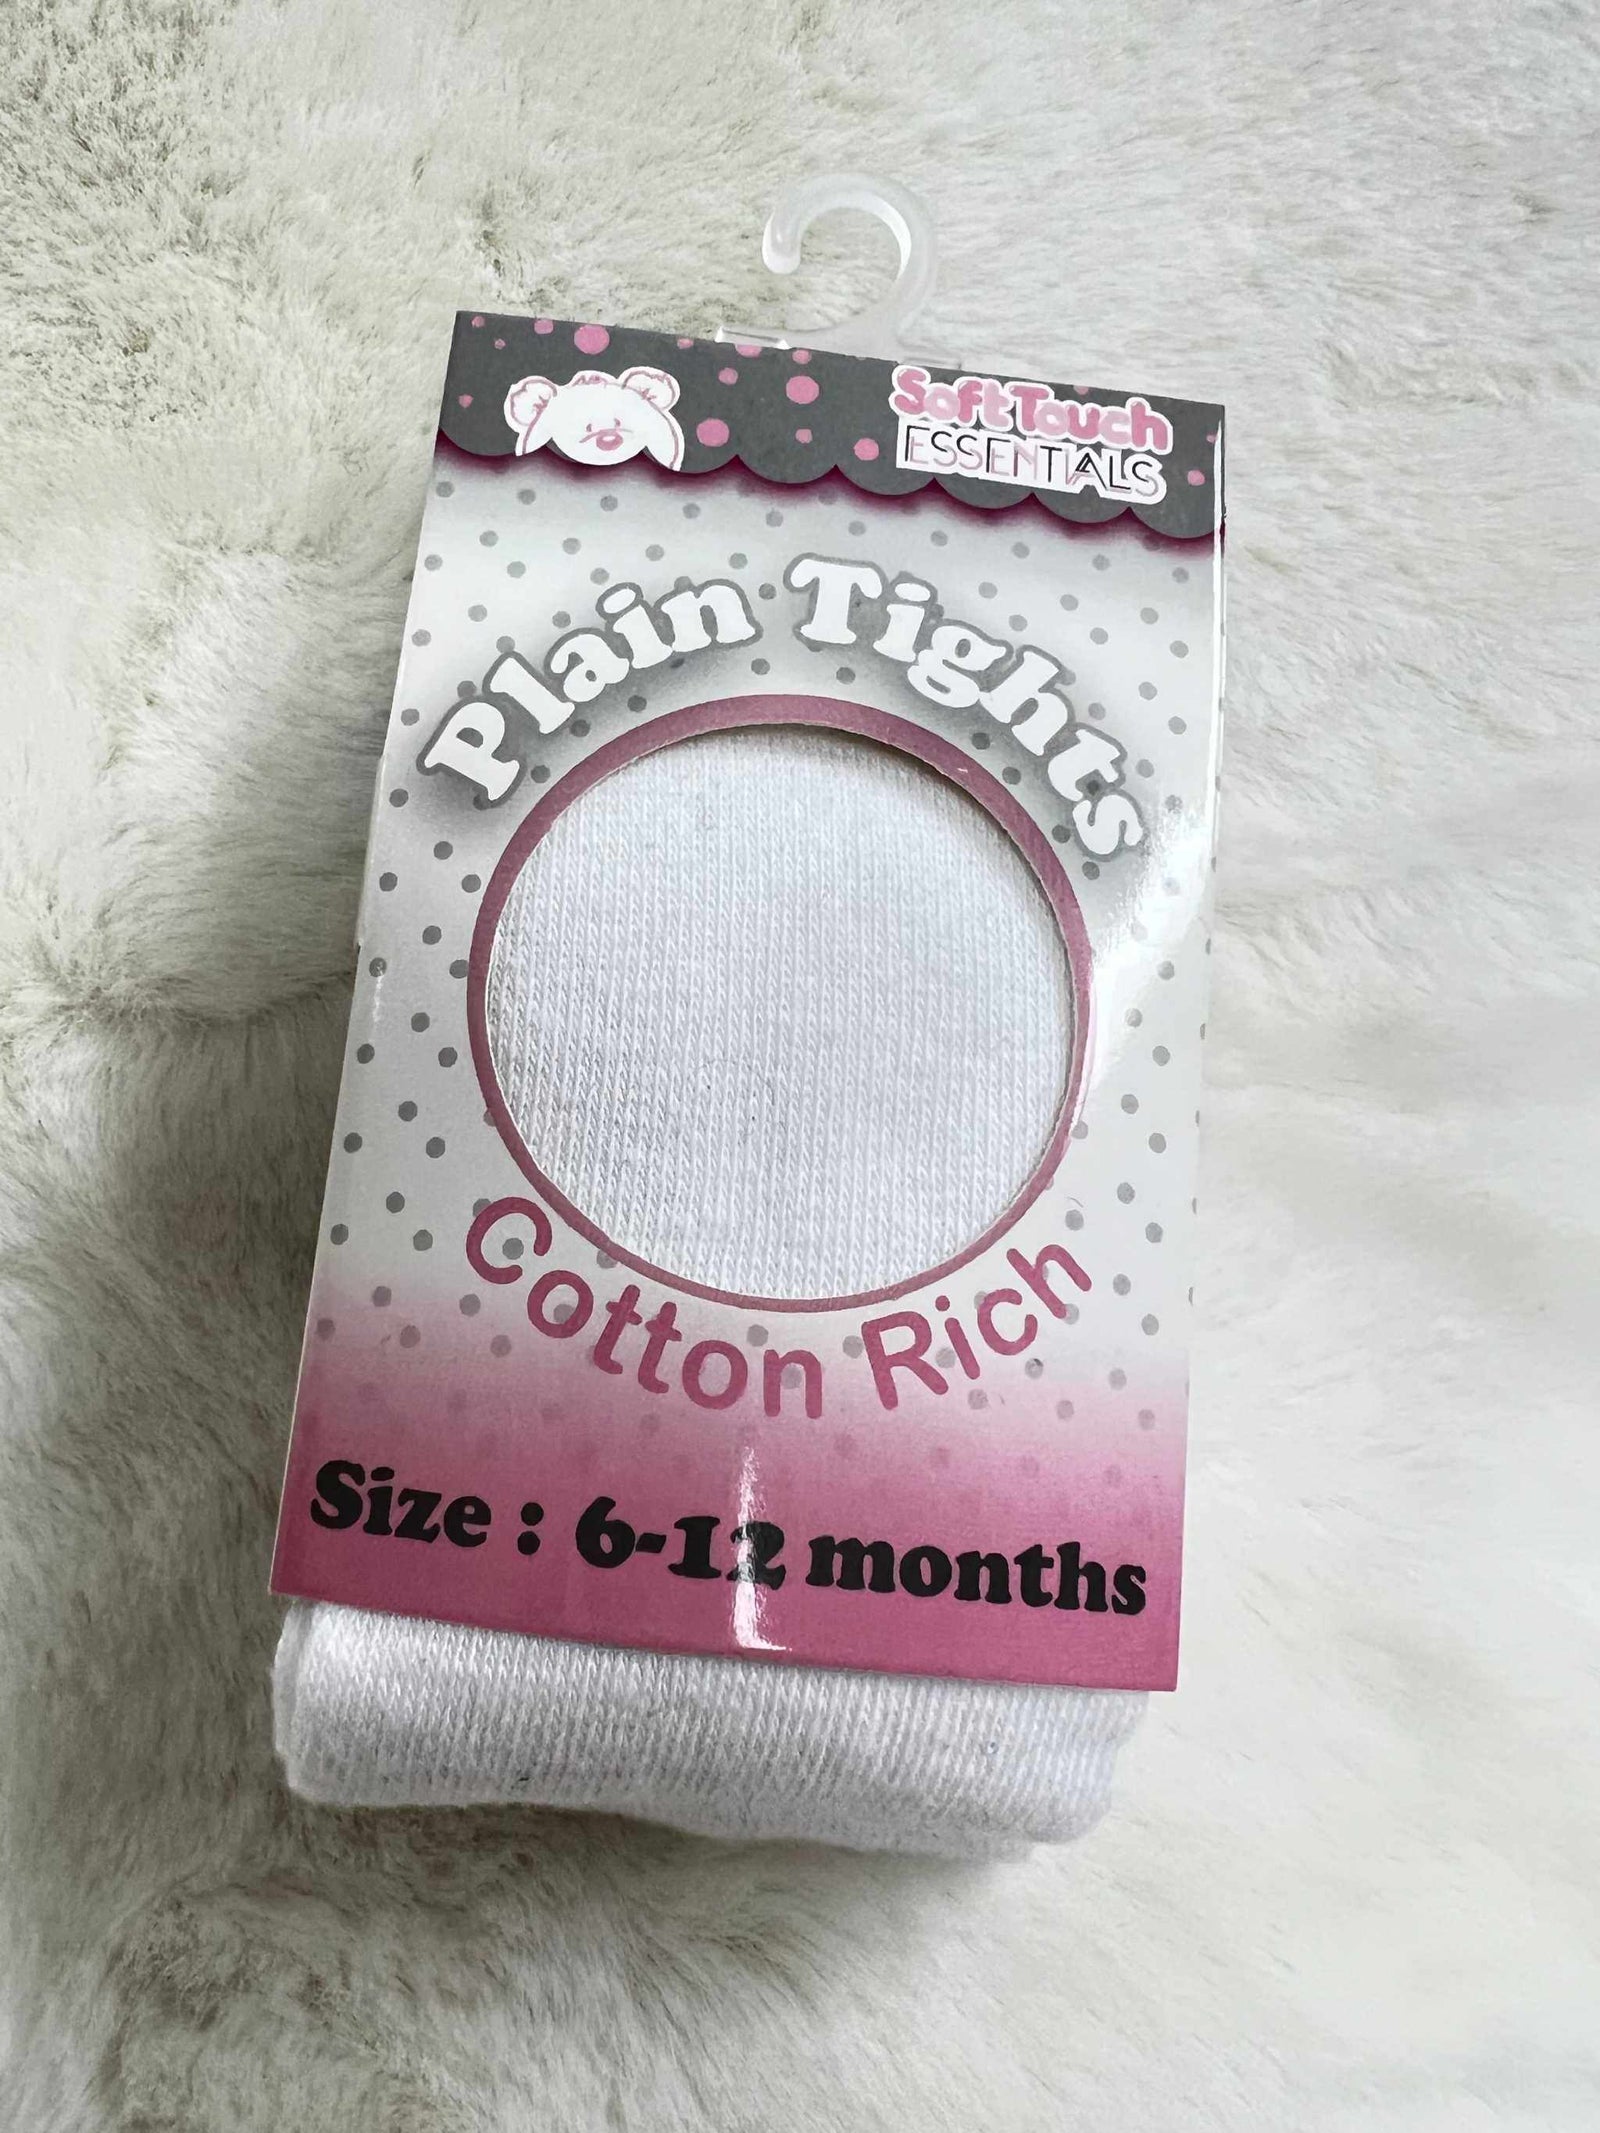 Soft Touch
ESSENTIALS
Plain Tights
Cotton Rich
Size : 6-12 months